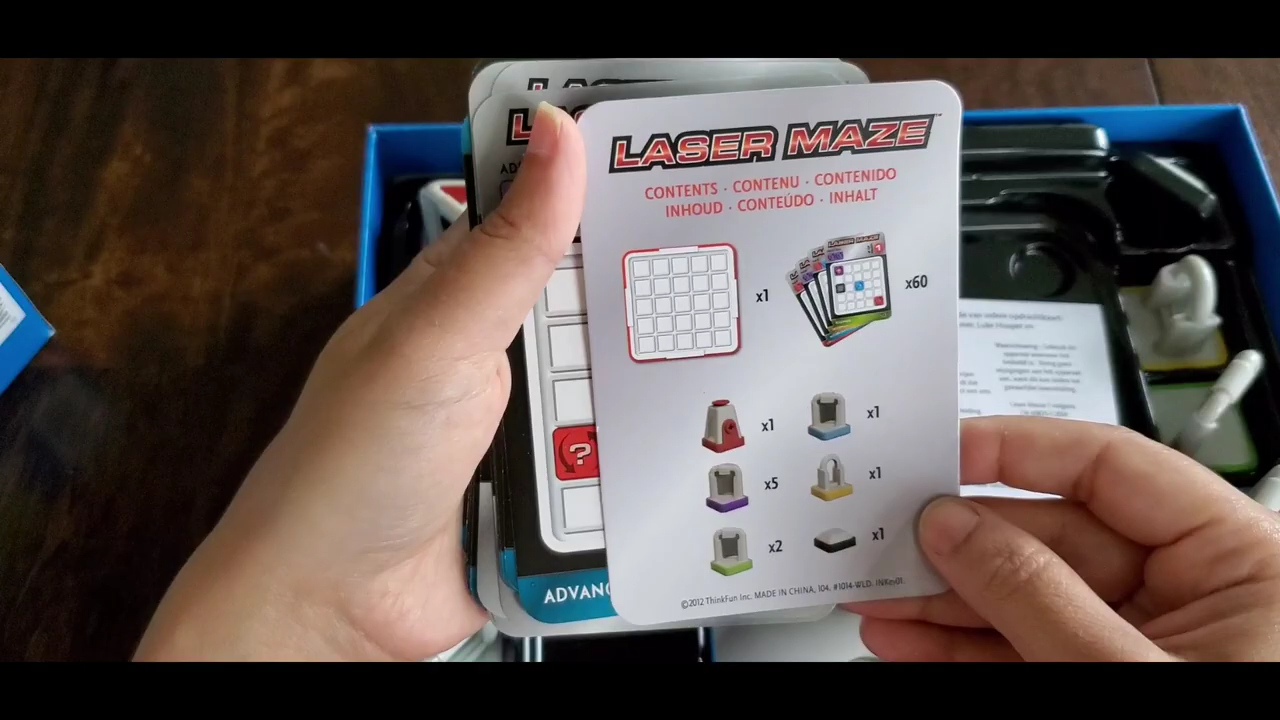 LASER MAZE™
CONTENTS · CONTENU · CONTENIDO
INHOUD · CONTEÚDO · INHALT
x1
x60
x1
x1
x5
x1
x2
x1
©2012 ThinkFun Inc. MADE IN CHINA, 104. #1014-WLD. INKey01.
?
ADVANC